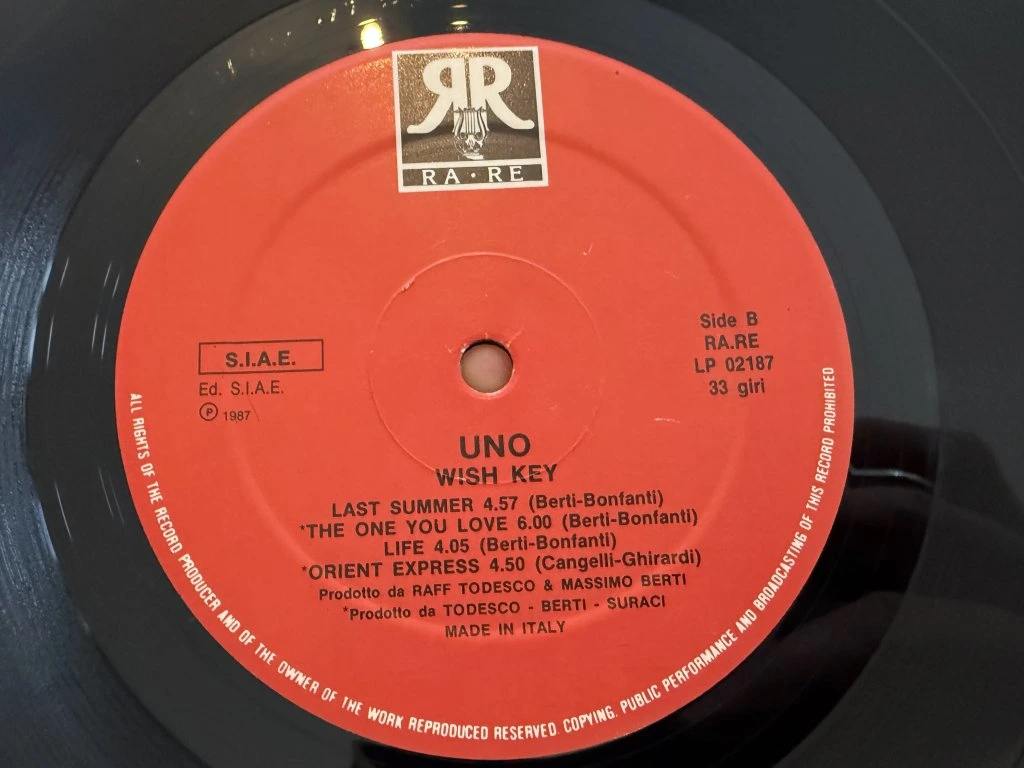 RR
RA·RE
S.I.A.E.
Ed. S.I.A.E.
℗ 1987
Side B
RA.RE
LP 02187
33 giri
UNO
WISH KEY
LAST SUMMER 4.57 (Berti-Bonfanti)
*THE ONE YOU LOVE 6.00 (Berti-Bonfanti)
LIFE 4.05 (Berti-Bonfanti)
*ORIENT EXPRESS 4.50 (Cangelli-Ghirardi)
Prodotto da RAFF TODESCO & MASSIMO BERTI
*Prodotto da TODESCO - BERTI - SURACI
MADE IN ITALY
ALL RIGHTS OF THE RECORD PRODUCER AND OF THE OWNER OF THE WORK REPRODUCED RESERVED. COPYING, PUBLIC PERFORMANCE AND BROADCASTING OF THIS RECORD PROHIBITED